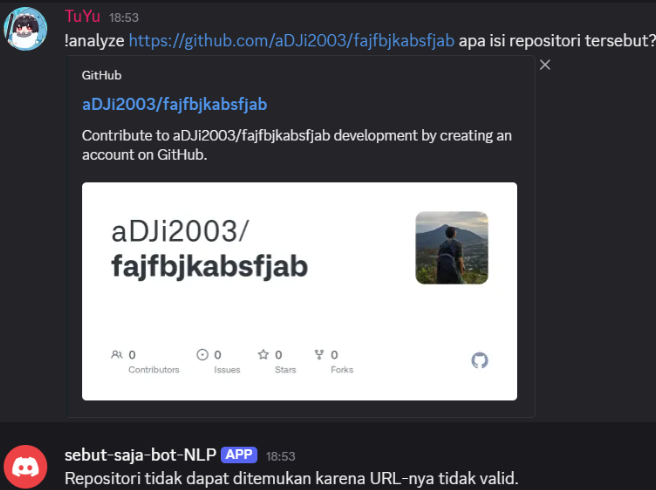 TuYu 18:53
!analyze https://github.com/aDJi2003/fajfbjkabsfjab apa isi repositori tersebut?
GitHub
aDJi2003/fajfbjkabsfjab
Contribute to aDJi2003/fajfbjkabsfjab development by creating an
account on GitHub.
aDJi2003/
fajfbjkabsfjab
0 0 0 0
Contributors Issues Stars Forks
sebut-saja-bot-NLP APP 18:53
Repositori tidak dapat ditemukan karena URL-nya tidak valid.